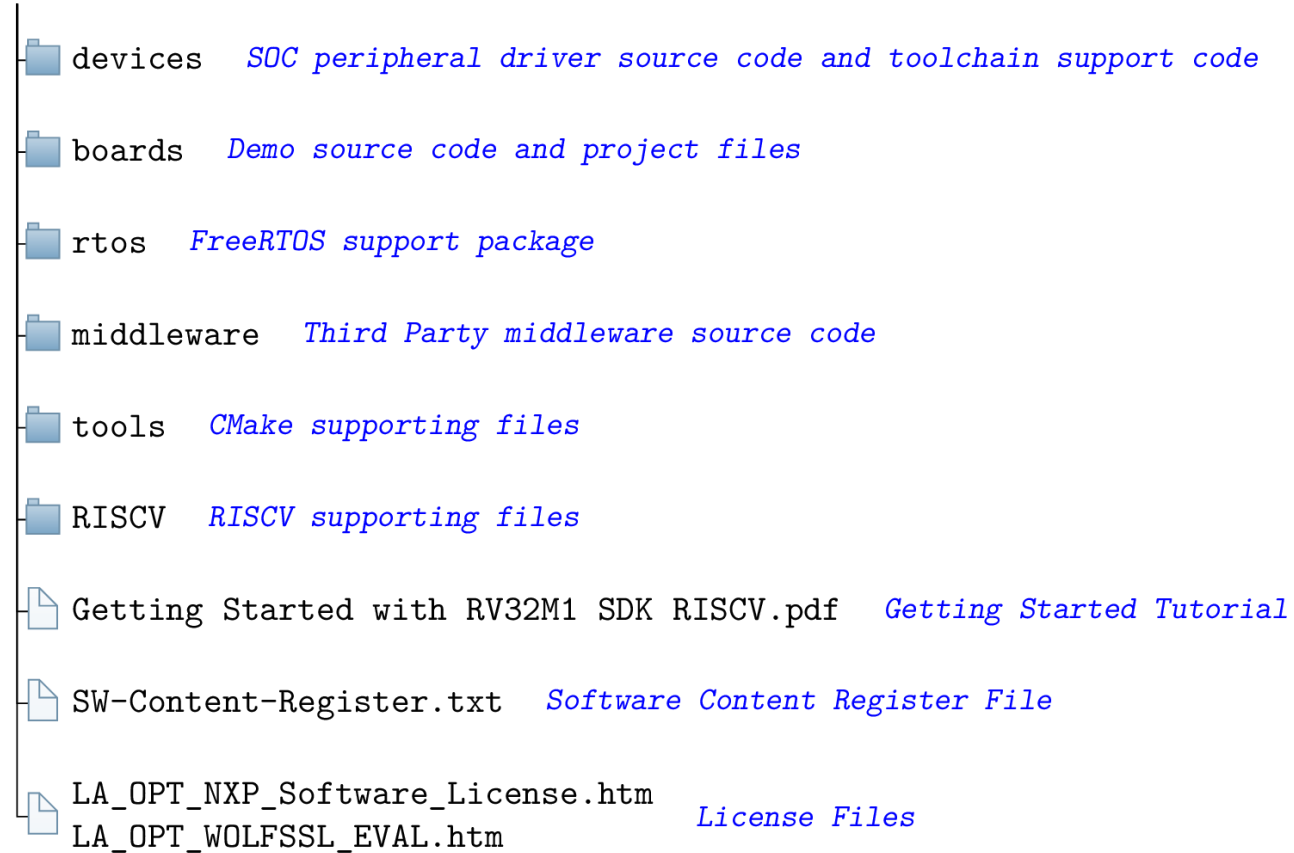 devices SOC peripheral driver source code and toolchain support code
boards Demo source code and project files
rtos FreeRTOS support package
middleware Third Party middleware source code
tools CMake supporting files
RISCV RISCV supporting files
Getting Started with RV32M1 SDK RISCV.pdf Getting Started Tutorial
SW-Content-Register.txt Software Content Register File
LA_OPT_NXP_Software_License.htm
LA_OPT_WOLFSSL_EVAL.htm
License Files